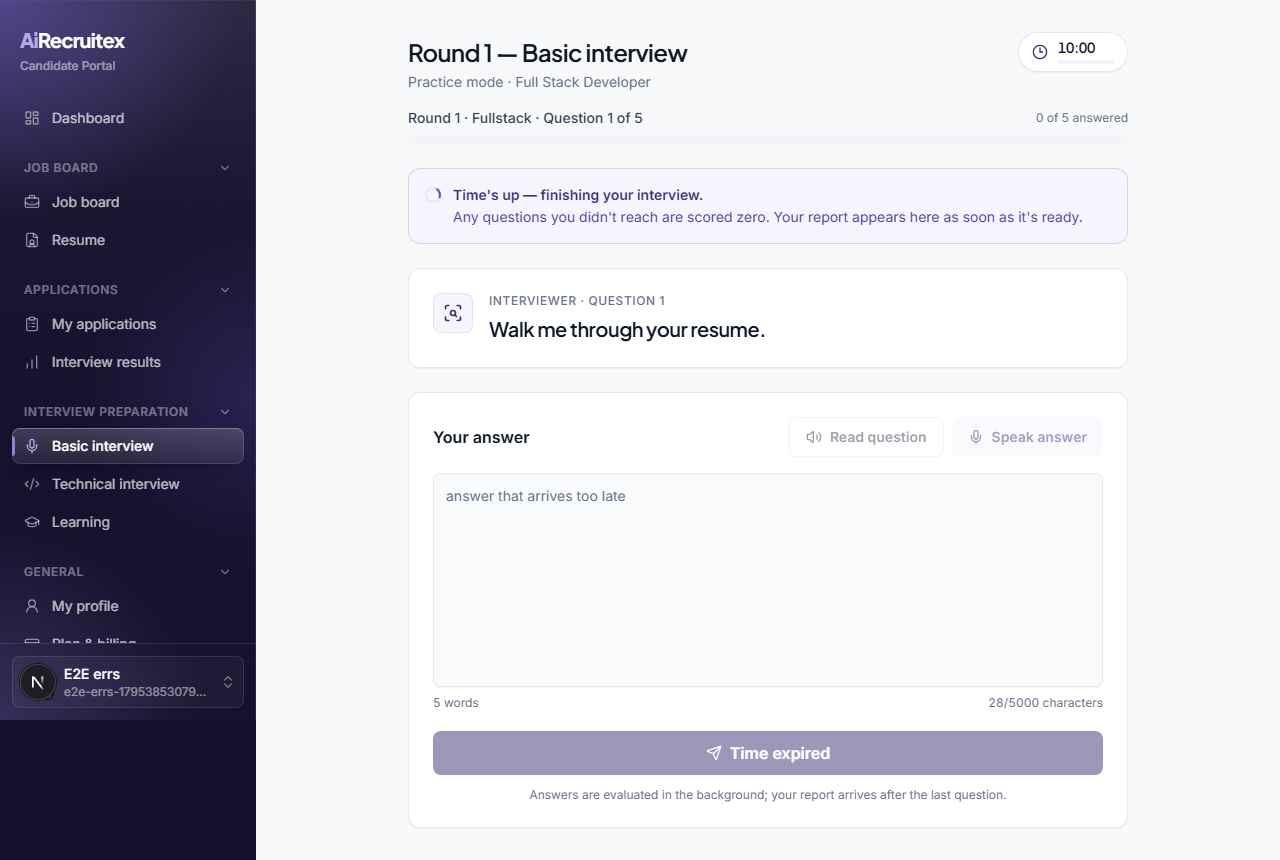 AiRecruitex
Candidate Portal
Dashboard
JOB BOARD
Job board
Resume
APPLICATIONS
My applications
Interview results
INTERVIEW PREPARATION
Basic interview
Technical interview
Learning
GENERAL
My profile
Plan & billing
N
E2E errs
e2e-errs-17953853079...
Round 1 — Basic interview
10:00
Practice mode · Full Stack Developer
Round 1 · Fullstack · Question 1 of 5
0 of 5 answered
Time's up — finishing your interview.
Any questions you didn't reach are scored zero. Your report appears here as soon as it's ready.
INTERVIEWER · QUESTION 1
Walk me through your resume.
Your answer
Read question
Speak answer
answer that arrives too late
5 words
28/5000 characters
Time expired
Answers are evaluated in the background; your report arrives after the last question.